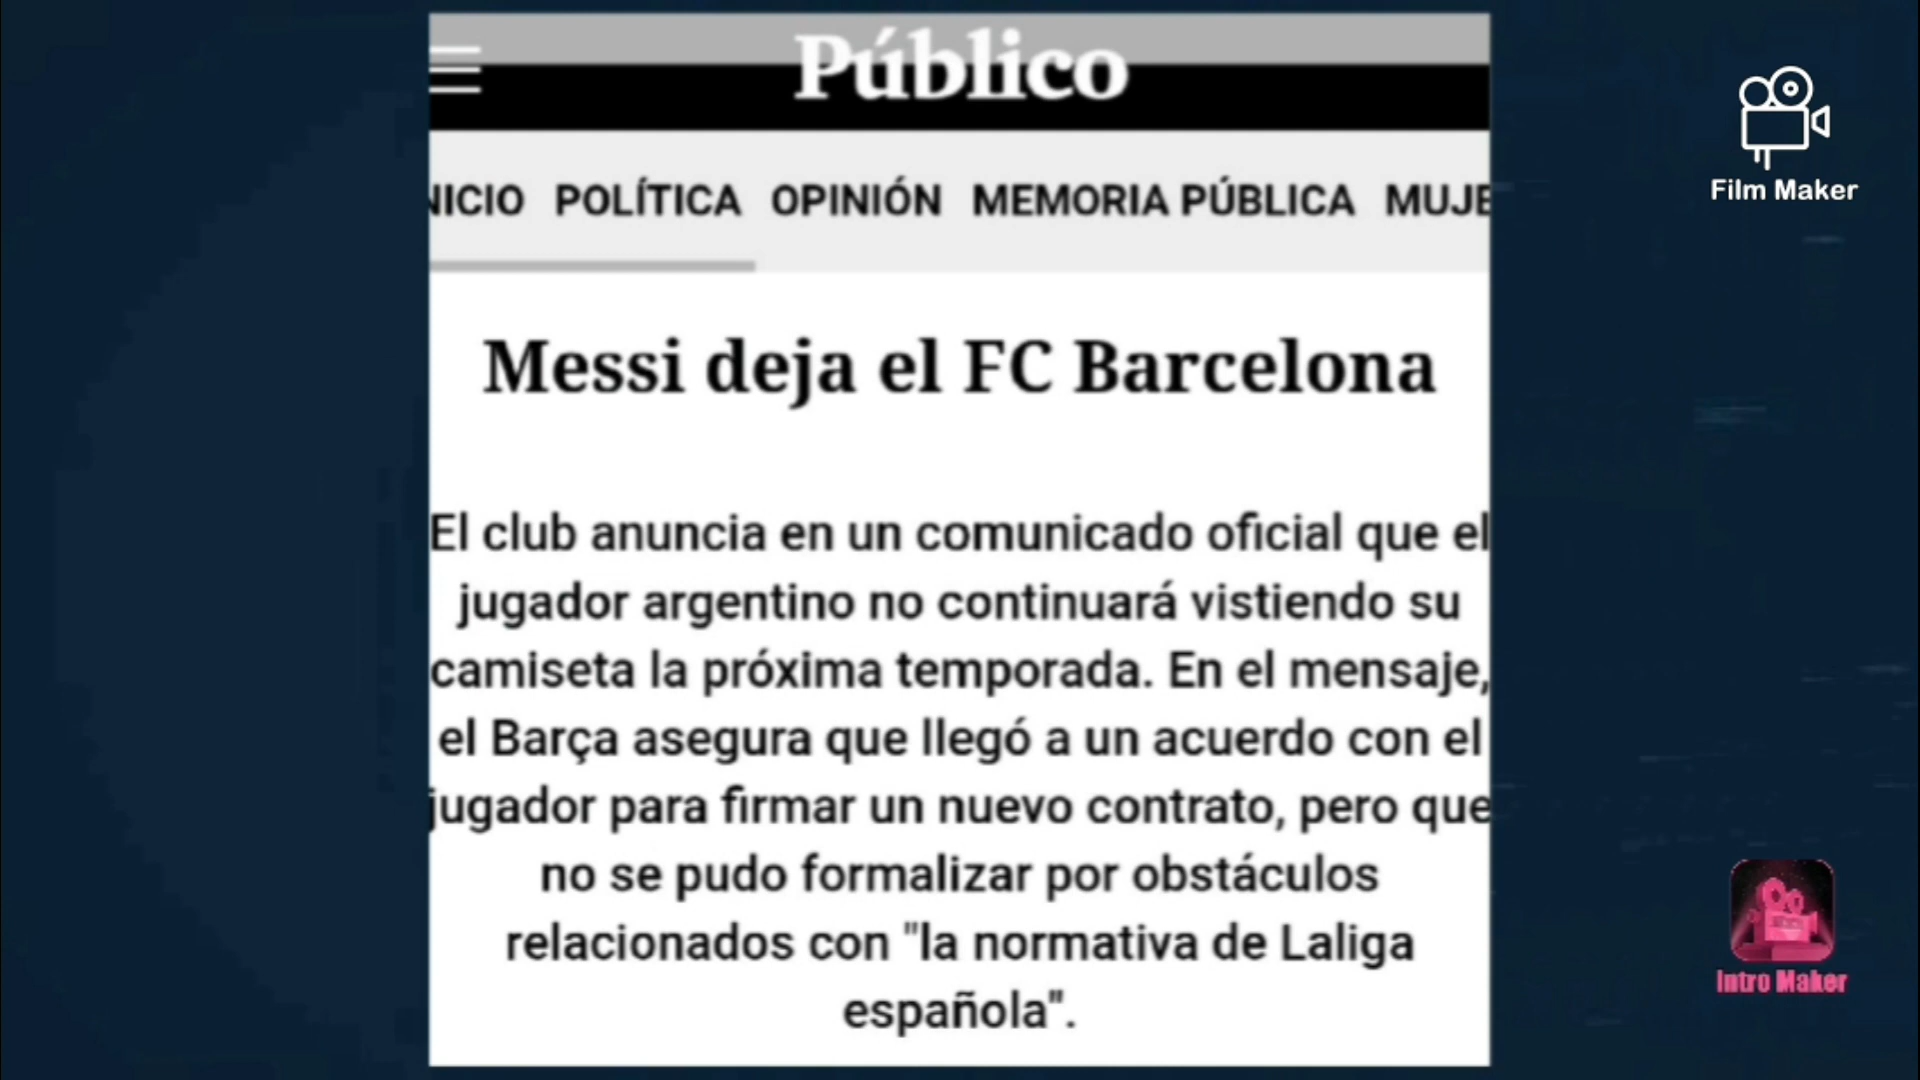 Público
Film Maker
NICIO POLÍTICA OPINIÓN MEMORIA PÚBLICA MUJE
Messi deja el FC Barcelona
El club anuncia en un comunicado oficial que el
jugador argentino no continuará vistiendo su
camiseta la próxima temporada. En el mensaje,
el Barça asegura que llegó a un acuerdo con el
jugador para firmar un nuevo contrato, pero que
no se pudo formalizar por obstáculos
relacionados con "la normativa de Laliga
española".
Intro Maker